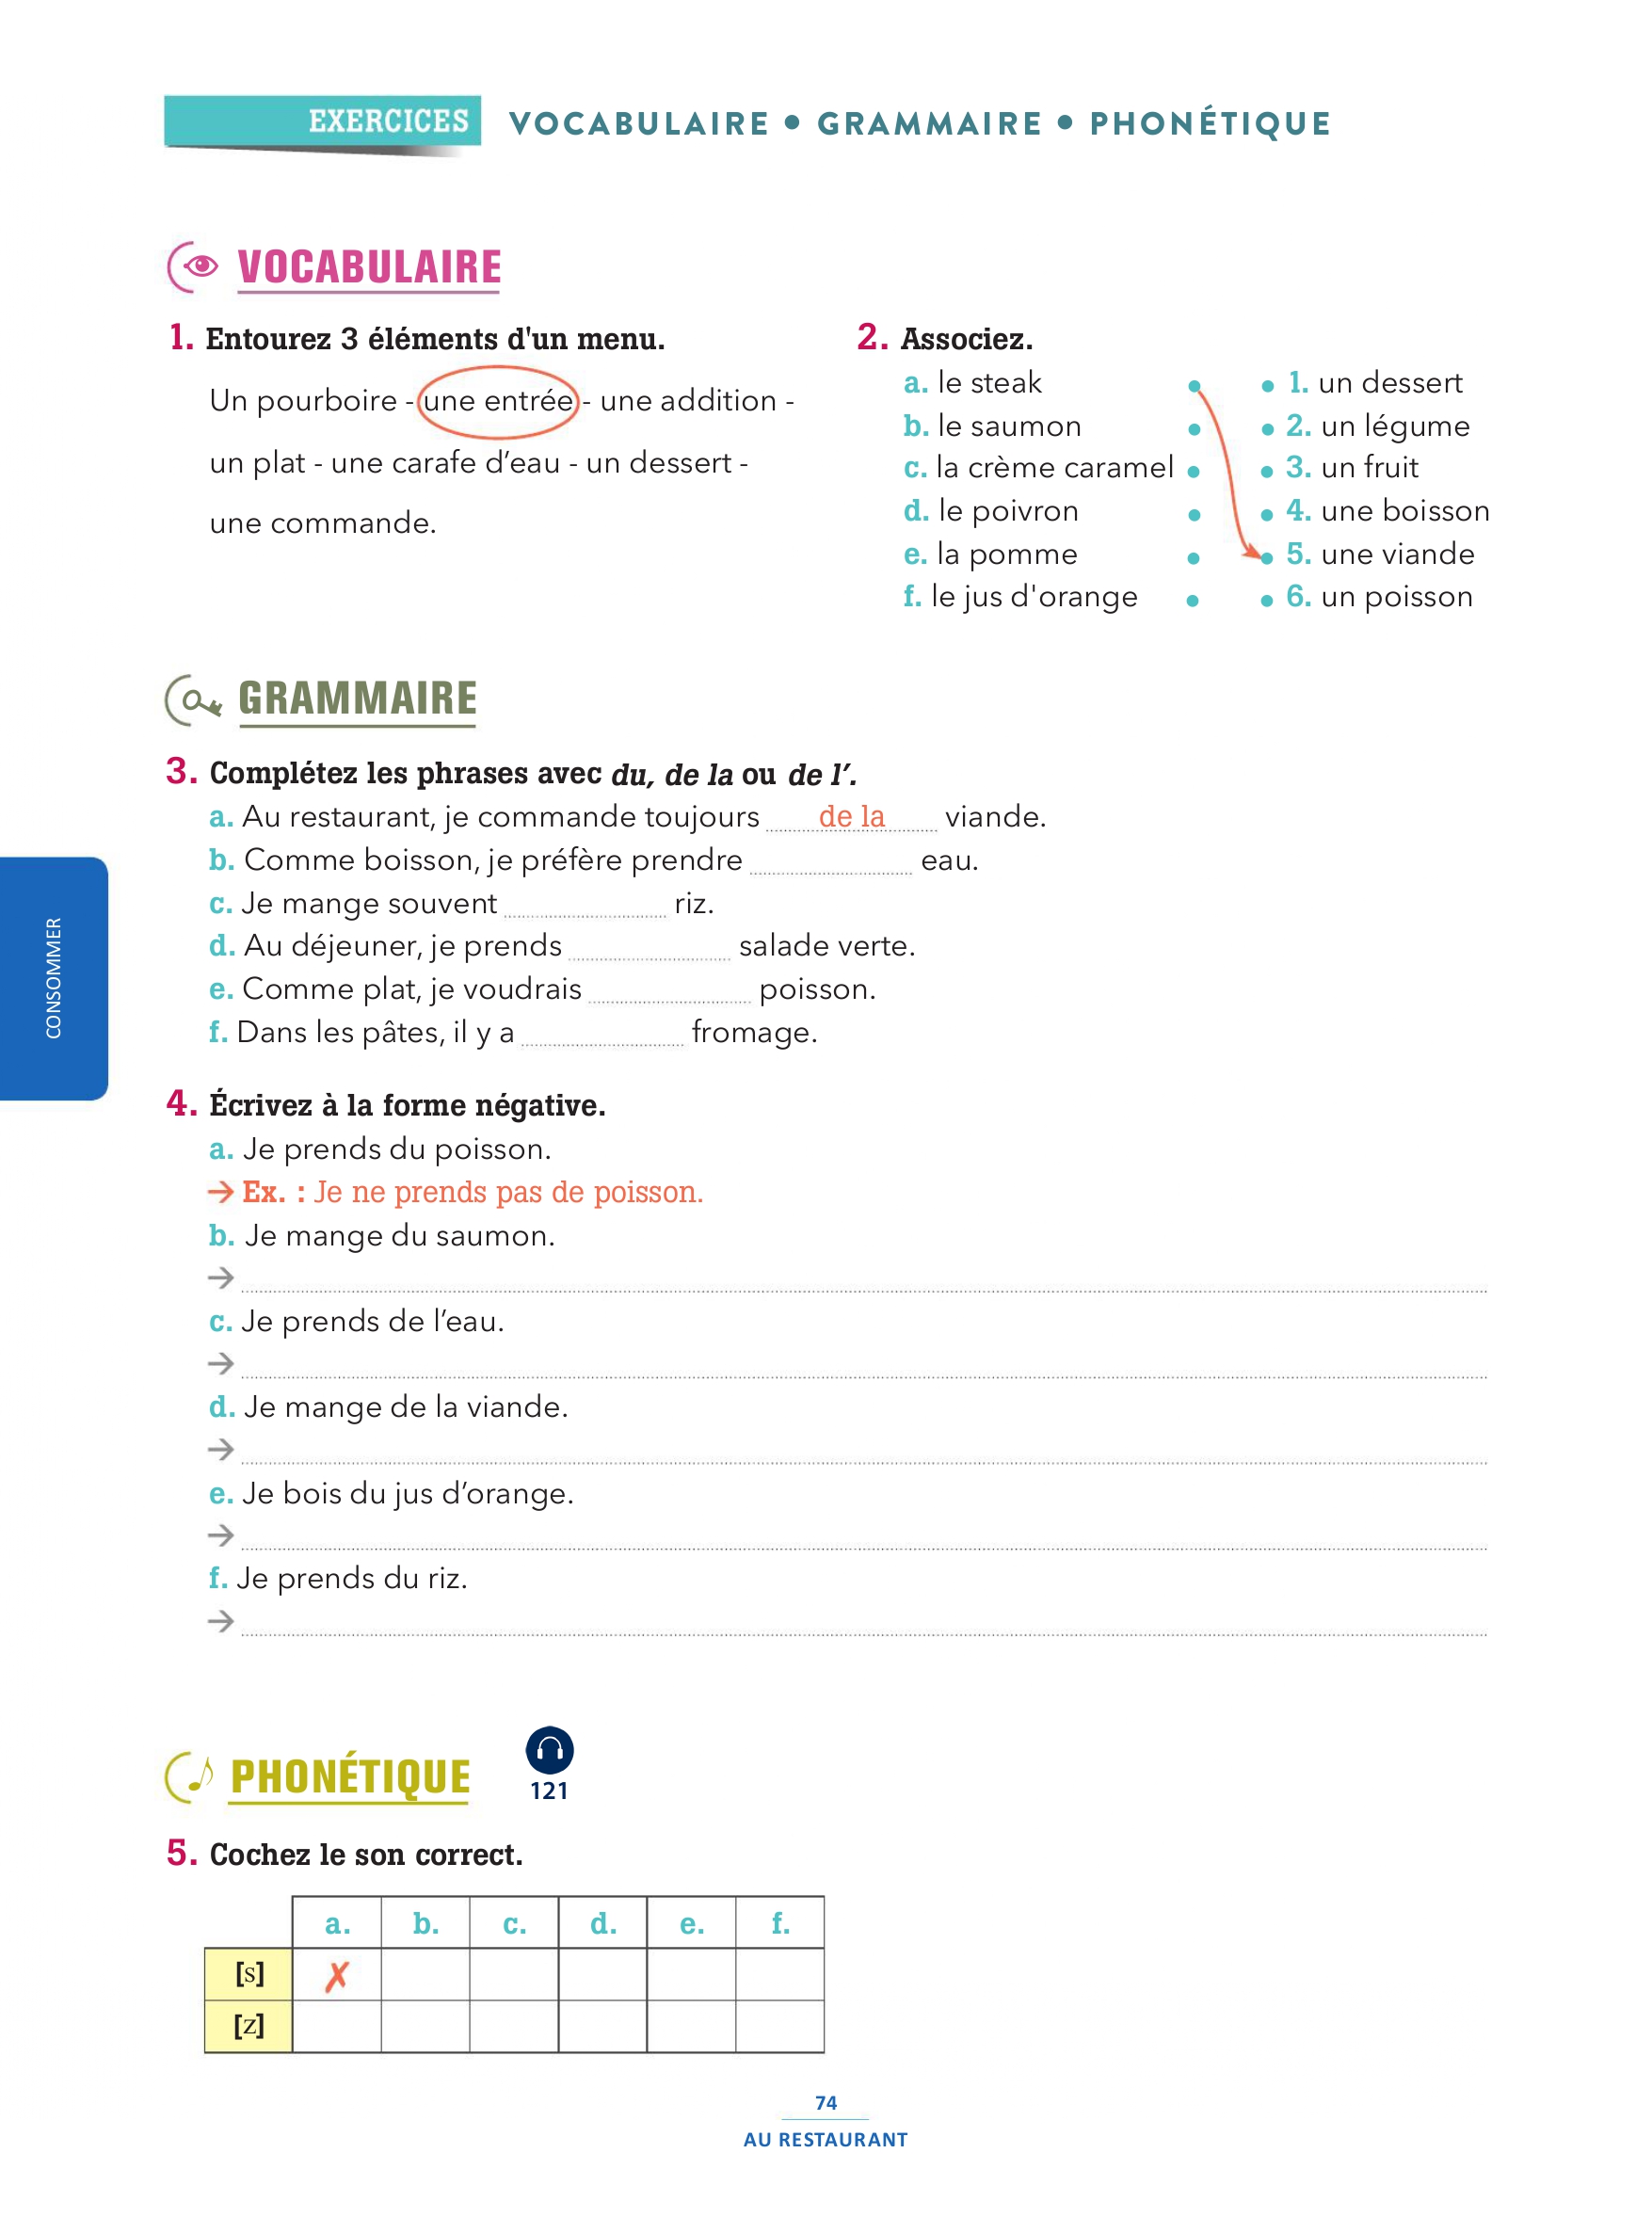 EXERCICES VOCABULAIRE • GRAMMAIRE • PHONÉTIQUE
VOCABULAIRE
1. Entourez 3 éléments d'un menu.
Un pourboire - une entrée - une addition -
un plat - une carafe d’eau - un dessert -
une commande.
2. Associez.
a. le steak • • 1. un dessert
b. le saumon • • 2. un légume
c. la crème caramel • • 3. un fruit
d. le poivron • • 4. une boisson
e. la pomme • • 5. une viande
f. le jus d'orange • • 6. un poisson
GRAMMAIRE
3. Complétez les phrases avec du, de la ou de l’.
a. Au restaurant, je commande toujours de la viande.
b. Comme boisson, je préfère prendre ............ eau.
c. Je mange souvent ............ riz.
d. Au déjeuner, je prends ............ salade verte.
e. Comme plat, je voudrais ............ poisson.
f. Dans les pâtes, il y a ............ fromage.
4. Écrivez à la forme négative.
a. Je prends du poisson.
→ Ex. : Je ne prends pas de poisson.
b. Je mange du saumon.
→
c. Je prends de l’eau.
→
d. Je mange de la viande.
→
e. Je bois du jus d’orange.
→
f. Je prends du riz.
→
PHONÉTIQUE
121
5. Cochez le son correct.
a. b. c. d. e. f.
[s] ✗
[z]
CONSOMMER
74
AU RESTAURANT